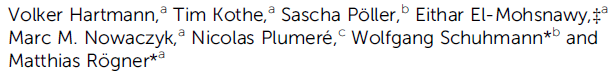 Volker Hartmann,ᵃ Tim Kothe,ᵃ Sascha Pöller,ᵇ Eithar El-Mohsnawy,‡ᵃ
Marc M. Nowaczyk,ᵃ Nicolas Plumeré,ᶜ Wolfgang Schuhmann*ᵇ and
Matthias Rögner*ᵃ